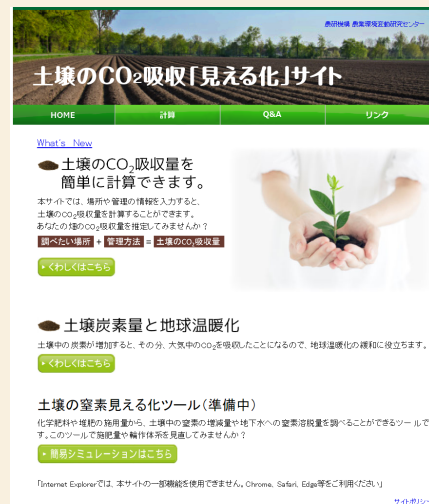 農研機構 農業環境変動研究センター
土壌のCO2吸収「見える化」サイト
HOME 計算 Q&A リンク
What's New
土壌のCO2吸収量を
簡単に計算できます。
本サイトでは、場所や管理の情報を入力すると、
土壌のCO2吸収量を計算することができます。
あなたの畑のCO2吸収量を推定してみませんか?
調べたい場所 + 管理方法 = 土壌のCO2吸収量
くわしくはこちら
土壌炭素量と地球温暖化
土壌中の炭素が増加すると、その分、大気中のCO2を吸収したことになるので、地球温暖化の緩和に役立ちます。
くわしくはこちら
土壌の窒素見える化ツール(準備中)
化学肥料や堆肥の施用量から、土壌中の窒素の増減量や地下水への窒素溶脱量を調べることができるツールで
す。このツールで施肥量や輪作体系を見直してみませんか?
簡易シミュレーションはこちら
「Internet Explorerでは、本サイトの一部機能を使用できません。Chrome、Safari、Edge等をご利用ください」
サイトポリシー